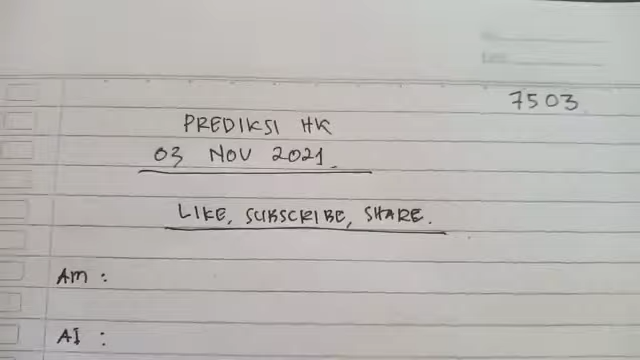 7503
PREDIKSI HK
03 NOV 2021.
LIKE, SUBSCRIBE, SHARE.
AM :
AI :